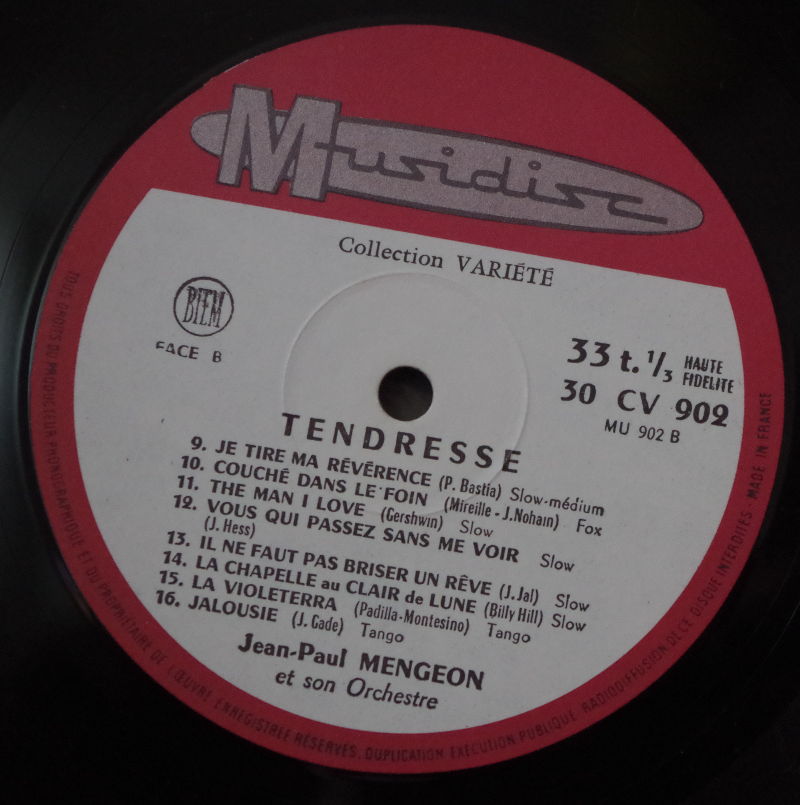 Musidisc
Collection VARIÉTÉ
BIEM
FACE B
33 t. 1/3 HAUTE FIDELITE
30 CV 902
MU 902 B
TENDRESSE
9. JE TIRE MA RÉVÉRENCE (P. Bastia) Slow-médium
10. COUCHÉ DANS LE FOIN (Mireille - J. Nohain) Fox
11. THE MAN I LOVE (Gershwin) Slow
12. VOUS QUI PASSEZ SANS ME VOIR Slow
(J. Hess)
13. IL NE FAUT PAS BRISER UN RÊVE (J. Jal) Slow
14. LA CHAPELLE au CLAIR de LUNE (Billy Hill) Slow
15. LA VIOLETERRA (Padilla-Montesino) Tango
16. JALOUSIE (J. Gade) Tango
Jean-Paul MENGEON
et son Orchestre
TOUS DROITS DU PRODUCTEUR PHONOGRAPHIQUE ET DU PROPRIÉTAIRE DE L'ŒUVRE ENREGISTRÉE RÉSERVÉS. DUPLICATION EXÉCUTION PUBLIQUE, RADIODIFFUSION DE CE DISQUE INTERDITES - MADE IN FRANCE